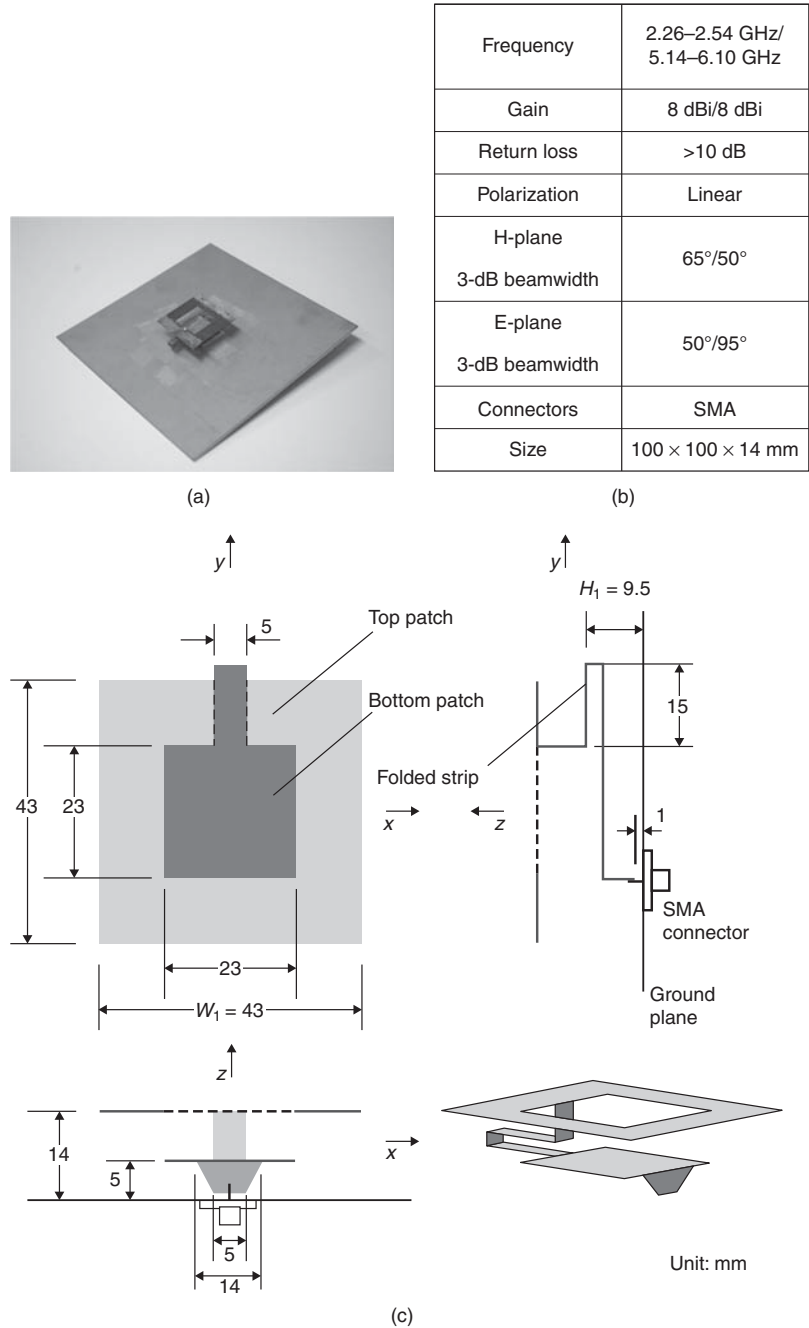 Frequency
2.26–2.54 GHz/
5.14–6.10 GHz
Gain
8 dBi/8 dBi
Return loss
>10 dB
Polarization
Linear
H-plane
3-dB beamwidth
65°/50°
E-plane
3-dB beamwidth
50°/95°
Connectors
SMA
Size
100 × 100 × 14 mm
(a)
(b)
y
5
Top patch
Bottom patch
43
23
23
W₁ = 43
x
y
H₁ = 9.5
15
Folded strip
z
1
SMA
connector
Ground
plane
z
14
5
x
5
14
Unit: mm
(c)